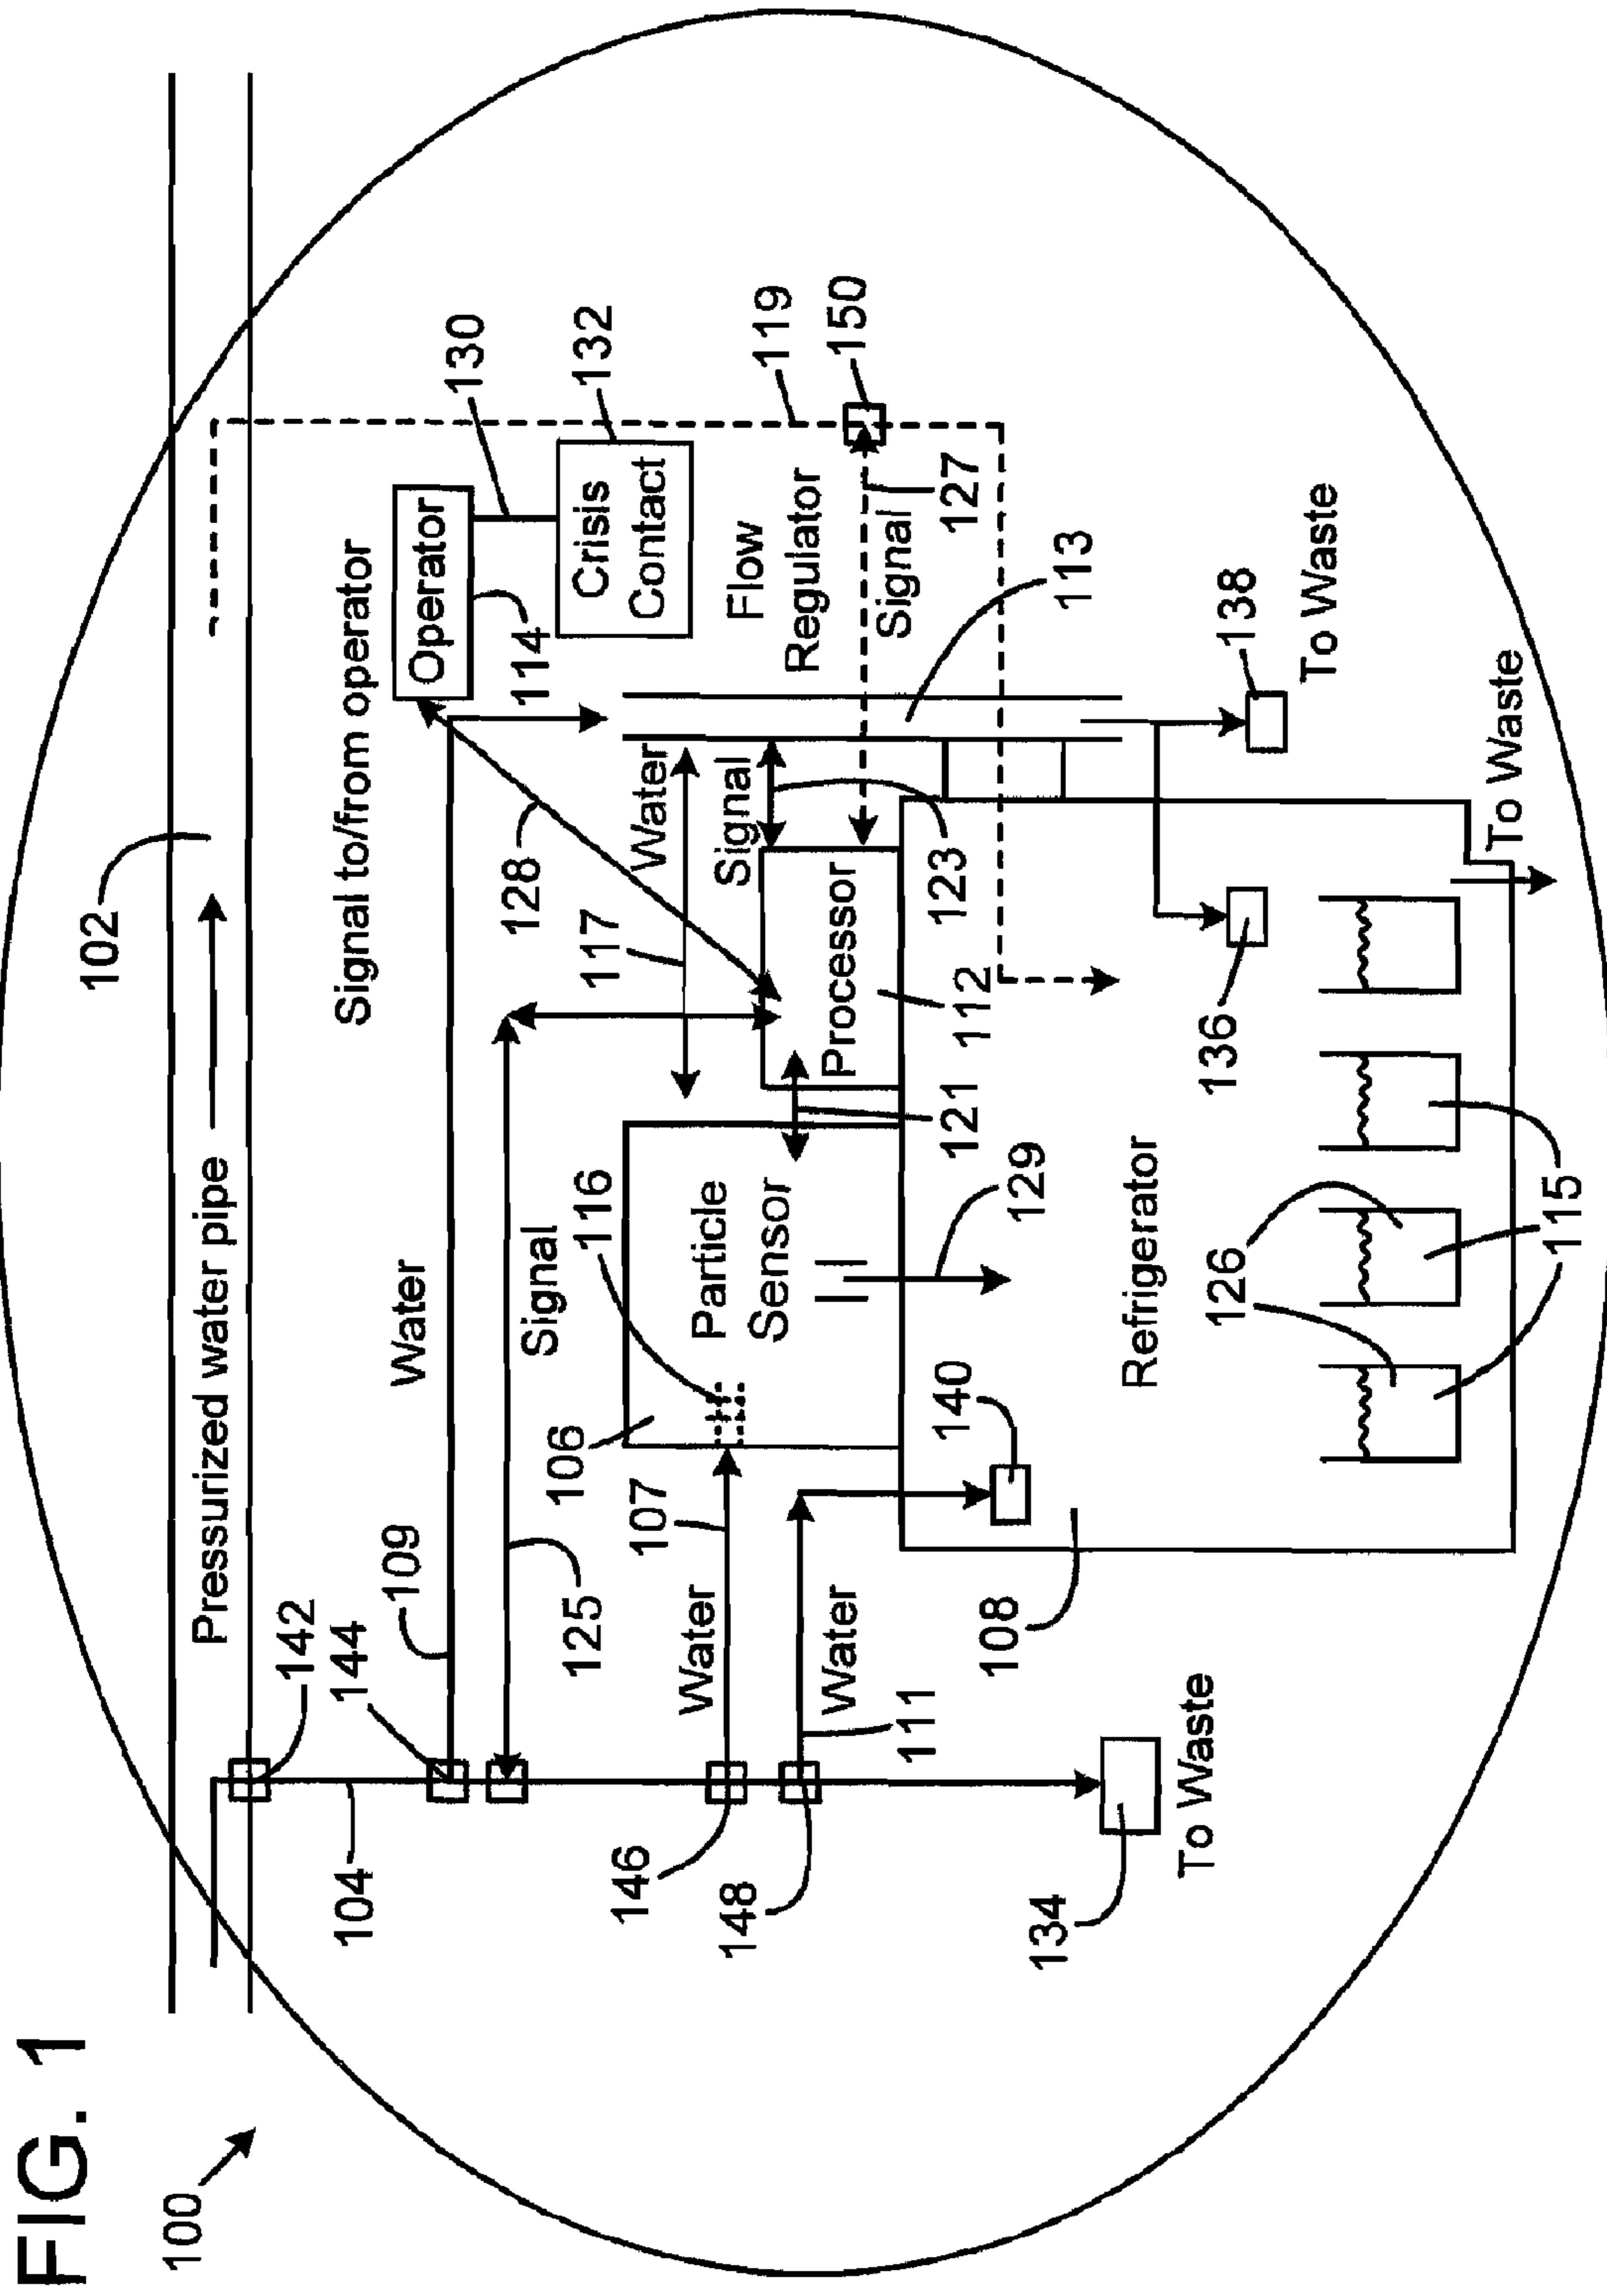 FIG. 1
100
102
Pressurized water pipe
142
144
104
109
Water
Signal to/from operator
Operator
130
114
132
Crisis
Contact
128
125
Signal
117
Water
116
106
107
Water
146
Particle
Sensor
Signal
Flow
Regulator
119
150
Signal
127
148
Water
111
Processor
123
121
112
113
140
129
108
134
To Waste
Refrigerator
136
138
To Waste
126
115
To Waste